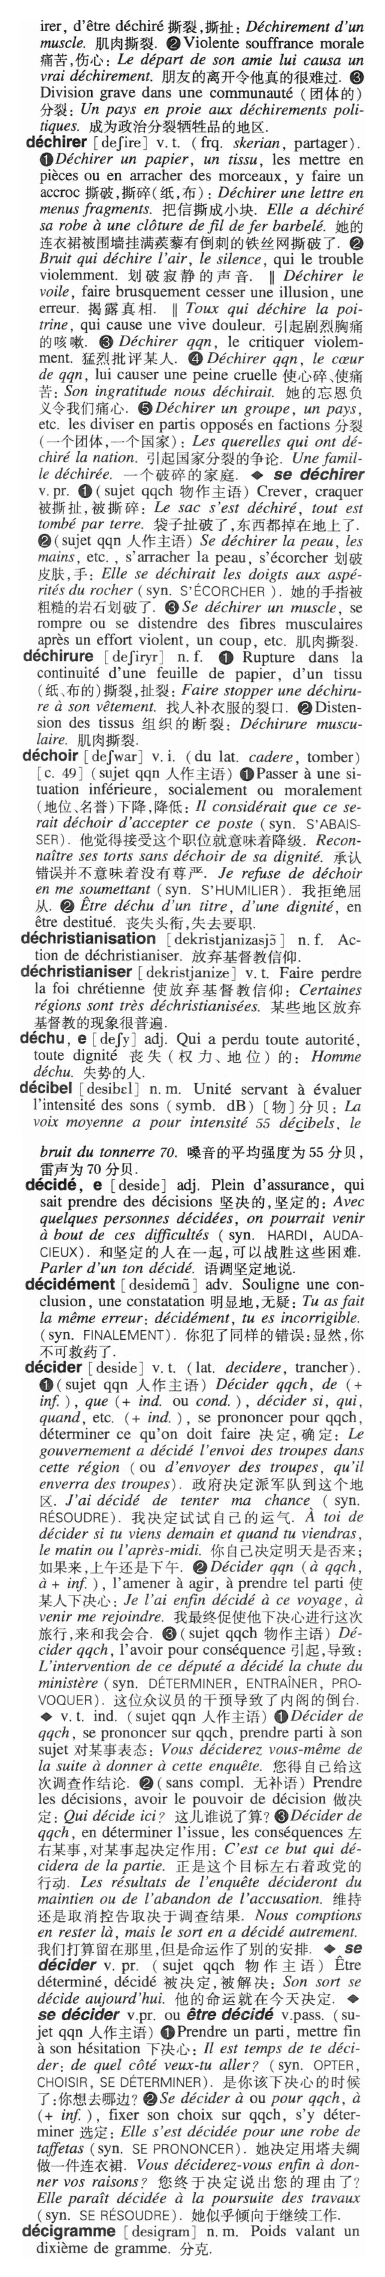 irer, d'être déchiré 撕裂,撕扯: Déchirement d'un
muscle. 肌肉撕裂. ❷ Violente souffrance morale
痛苦,伤心: Le départ de son amie lui causa un
vrai déchirement. 朋友的离开令他真的很难过. ❸
Division grave dans une communauté (团体的)
分裂: Un pays en proie aux déchirements poli-
tiques. 成为政治分裂牺牲品的地区.
déchirer [deʃire] v. t. (frq. skerian, partager).
❶ Déchirer un papier, un tissu, les mettre en
pièces ou en arracher des morceaux, y faire un
accroc 撕破,撕碎(纸,布): Déchirer une lettre en
menus fragments. 把信撕成小块. Elle a déchiré
sa robe à une clôture de fil de fer barbelé. 她的
连衣裙被围墙挂满蒺藜有倒刺的铁丝网撕破了. ❷
Bruit qui déchire l'air, le silence, qui le trouble
violemment. 划破寂静的声音. ‖ Déchirer le
voile, faire brusquement cesser une illusion, une
erreur. 揭露真相. ‖ Toux qui déchire la poi-
trine, qui cause une vive douleur. 引起剧烈胸痛
的咳嗽. ❸ Déchirer qqn, le critiquer violem-
ment. 猛烈批评某人. ❹ Déchirer qqn, le cœur
de qqn, lui causer une peine cruelle 使心碎、使痛
苦: Son ingratitude nous déchirait. 她的忘恩负
义令我们痛心. ❺ Déchirer un groupe, un pays,
etc. les diviser en partis opposés en factions 分裂
(一个团体,一个国家): Les querelles qui ont dé-
chiré la nation. 引起国家分裂的争论. Une famil-
le déchirée. 一个破碎的家庭. ◆ se déchirer
v. pr. ❶ (sujet qqch 物作主语) Crever, craquer
被撕扯,被撕碎: Le sac s'est déchiré, tout est
tombé par terre. 袋子扯破了,东西都掉在地上了.
❷ (sujet qqn 人作主语) Se déchirer la peau, les
mains, etc. , s'arracher la peau, s'écorcher 划破
皮肤,手: Elle se déchirait les doigts aux aspé-
rités du rocher (syn. S'ÉCORCHER ). 她的手指被
粗糙的岩石划破了. ❸ Se déchirer un muscle, se
rompre ou se distendre des fibres musculaires
après un effort violent, un coup, etc. 肌肉撕裂.
déchirure [deʃiryr] n. f. ❶ Rupture dans la
continuité d'une feuille de papier, d'un tissu
(纸、布的)撕裂,扯裂: Faire stopper une déchiru-
re à son vêtement. 找人补衣服的裂口. ❷ Disten-
sion des tissus 组织的断裂: Déchirure muscu-
laire. 肌肉撕裂.
déchoir [deʃwar] v. i. (du lat. cadere, tomber)
[c. 49] (sujet qqn 人作主语) ❶ Passer à une si-
tuation inférieure, socialement ou moralement
(地位、名誉)下降,降低: Il considérait que ce se-
rait déchoir d'accepter ce poste ( syn. S'ABAIS-
SER). 他觉得接受这个职位就意味着降级. Recon-
naître ses torts sans déchoir de sa dignité. 承认
错误并不意味着没有尊严. Je refuse de déchoir
en me soumettant (syn. S'HUMILIER). 我拒绝屈
从. ❷ Être déchu d'un titre, d'une dignité, en
être destitué. 丧失头衔,失去要职.
déchristianisation [dekristjanizasjɔ̃] n. f. Ac-
tion de déchristianiser. 放弃基督教信仰.
déchristianiser [dekristjanize] v. t. Faire perdre
la foi chrétienne 使放弃基督教信仰: Certaines
régions sont très déchristianisées. 某些地区放弃
基督教的现象很普遍.
déchu, e [deʃy] adj. Qui a perdu toute autorité,
toute dignité 丧失(权力、地位)的: Homme
déchu. 失势的人.
décibel [desibɛl] n. m. Unité servant à évaluer
l'intensité des sons (symb. dB) [物]分贝: La
voix moyenne a pour intensité 55 décibels, le
bruit du tonnerre 70. 嗓音的平均强度为 55 分贝,
雷声为 70 分贝.
décidé, e [deside] adj. Plein d'assurance, qui
sait prendre des décisions 坚决的,坚定的: Avec
quelques personnes décidées, on pourrait venir
à bout de ces difficultés ( syn. HARDI, AUDA-
CIEUX). 和坚定的人在一起,可以战胜这些困难.
Parler d'un ton décidé. 语调坚定地说.
décidément [desidemɑ̃] adv. Souligne une con-
clusion, une constatation 明显地,无疑: Tu as fait
la même erreur: décidément, tu es incorrigible.
(syn. FINALEMENT). 你犯了同样的错误:显然,你
不可救药了.
décider [deside] v. t. (lat. decidere, trancher).
❶ (sujet qqn 人作主语) Décider qqch, de (+
inf. ), que (+ ind. ou cond. ), décider si, qui,
quand, etc. (+ ind. ), se prononcer pour qqch,
déterminer ce qu'on doit faire 决定,确定: Le
gouvernement a décidé l'envoi des troupes dans
cette région ( ou d'envoyer des troupes, qu'il
enverra des troupes). 政府决定派军队到这个地
区. J'ai décidé de tenter ma chance ( syn.
RÉSOUDRE). 我决定试试自己的运气. À toi de
décider si tu viens demain et quand tu viendras,
le matin ou l'après-midi. 你自己决定明天是否来;
如果来,上午还是下午. ❷ Décider qqn (à qqch,
à + inf. ), l'amener à agir, à prendre tel parti 使
某人下决心: Je l'ai enfin décidé à ce voyage, à
venir me rejoindre. 我最终促使他下决心进行这次
旅行,来和我会合. ❸ (sujet qqch 物作主语) Dé-
cider qqch, l'avoir pour conséquence 引起,导致:
L'intervention de ce député a décidé la chute du
ministère (syn. DÉTERMINER, ENTRAÎNER, PRO-
VOQUER). 这位众议员的干预导致了内阁的倒台.
◆ v. t. ind. (sujet qqn 人作主语) ❶ Décider de
qqch, se prononcer sur qqch, prendre parti à son
sujet 对某事表态: Vous déciderez vous-même de
la suite à donner à cette enquête. 您得自己给这
次调查作结论. ❷ (sans compl. 无补语) Prendre
les décisions, avoir le pouvoir de décision 做决
定: Qui décide ici? 这儿谁说了算? ❸ Décider de
qqch, en déterminer l'issue, les conséquences 左
右某事,对某事起决定作用: C'est ce but qui dé-
cidera de la partie. 正是这个目标左右着政党的
行动. Les résultats de l'enquête décideront du
maintien ou de l'abandon de l'accusation. 维持
还是取消控告取决于调查结果. Nous comptions
en rester là, mais le sort en a décidé autrement.
我们打算留在那里,但是命运作了别的安排. ◆ se
décider v. pr. (sujet qqch 物作主语) Être
déterminé, décidé 被决定,被解决: Son sort se
décide aujourd'hui. 他的命运就在今天决定. ◆
se décider v.pr. ou être décidé v.pass. (su-
jet qqn 人作主语) ❶ Prendre un parti, mettre fin
à son hésitation 下决心: Il est temps de te déci-
der: de quel côté veux-tu aller? (syn. OPTER,
CHOISIR, SE DÉTERMINER). 是你该下决心的时候
了:你想去哪边? ❷ Se décider à ou pour qqch, à
(+ inf. ), fixer son choix sur qqch, s'y déter-
miner 选定: Elle s'est décidée pour une robe de
taffetas (syn. SE PRONONCER). 她决定用塔夫绸
做一件连衣裙. Vous déciderez-vous enfin à don-
ner vos raisons? 您终于决定说出您的理由了?
Elle paraît décidée à la poursuite des travaux
(syn. SE RÉSOUDRE). 她似乎倾向于继续工作.
décigramme [desigram] n. m. Poids valant un
dixième de gramme. 分克.